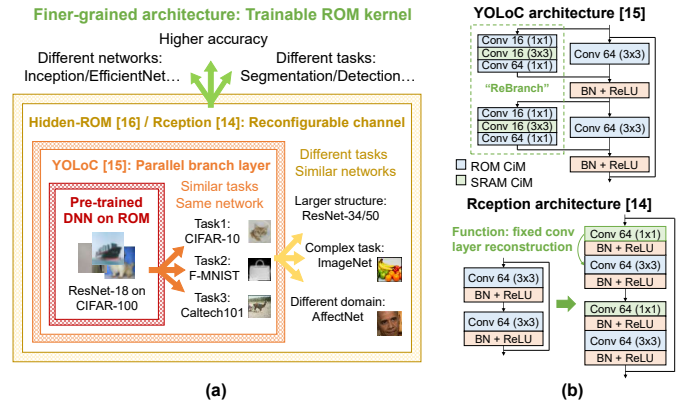 Finer-grained architecture: Trainable ROM kernel
Higher accuracy
Different networks:
Inception/EfficientNet…
Different tasks:
Segmentation/Detection…
Hidden-ROM [16] / Rception [14]: Reconfigurable channel
YOLoC [15]: Parallel branch layer
Different tasks
Similar networks
Pre-trained
DNN on ROM
ResNet-18 on
CIFAR-100
Similar tasks
Same network
Task1:
CIFAR-10
Task2:
F-MNIST
Task3:
Caltech101
Larger structure:
ResNet-34/50
Complex task:
ImageNet
Different domain:
AffectNet
(a)
YOLoC architecture [15]
Conv 16 (1x1)
Conv 16 (3x3)
Conv 64 (1x1)
Conv 64 (3x3)
"ReBranch"
BN + ReLU
Conv 16 (1x1)
Conv 16 (3x3)
Conv 64 (1x1)
Conv 64 (3x3)
BN + ReLU
ROM CiM
SRAM CiM
Rception architecture [14]
Function: fixed conv
layer reconstruction
Conv 64 (3x3)
BN + ReLU
Conv 64 (3x3)
BN + ReLU
Conv 64 (1x1)
BN + ReLU
Conv 64 (3x3)
BN + ReLU
Conv 64 (1x1)
BN + ReLU
Conv 64 (3x3)
BN + ReLU
(b)